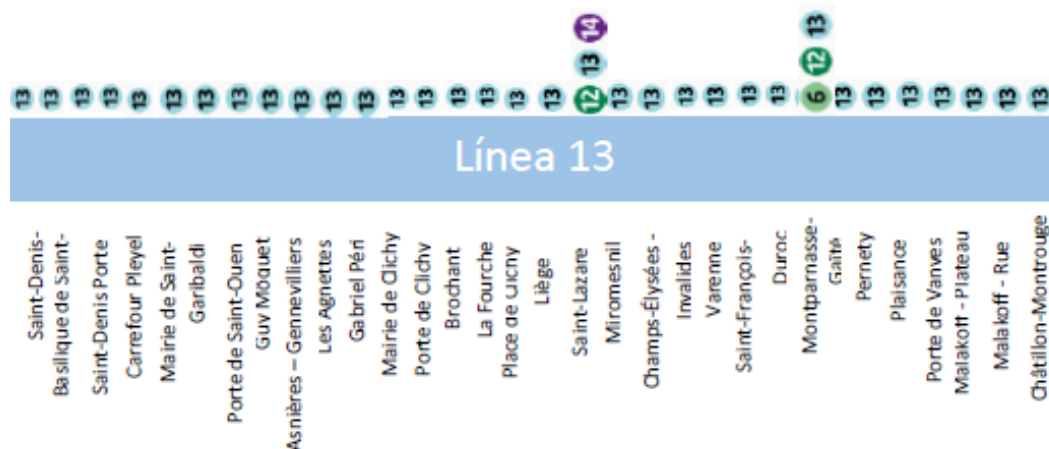 14 13
13 13 12
13 13 13 13 13 13 13 13 13 13 13 13 13 13 13 13 13 13 12 13 13 13 13 13 13 6 13 13 13 13 13 13 13
Línea 13
Saint-Denis-
Basilique de Saint-
Saint-Denis Porte
Carrefour Pleyel
Mairie de Saint-
Garibaldi
Porte de Saint-Ouen
Guy Môquet
Asnières – Gennevilliers
Les Agnettes
Gabriel Péri
Mairie de Clichy
Porte de Clichy
Brochant
La Fourche
Place de Clichy
Liège
Saint-Lazare
Miromesnil
Champs-Élysées -
Invalides
Varenne
Saint-François-
Duroc
Montparnasse-
Gaîté
Pernety
Plaisance
Porte de Vanves
Malakoff - Plateau
Malakoff - Rue
Châtillon-Montrouge